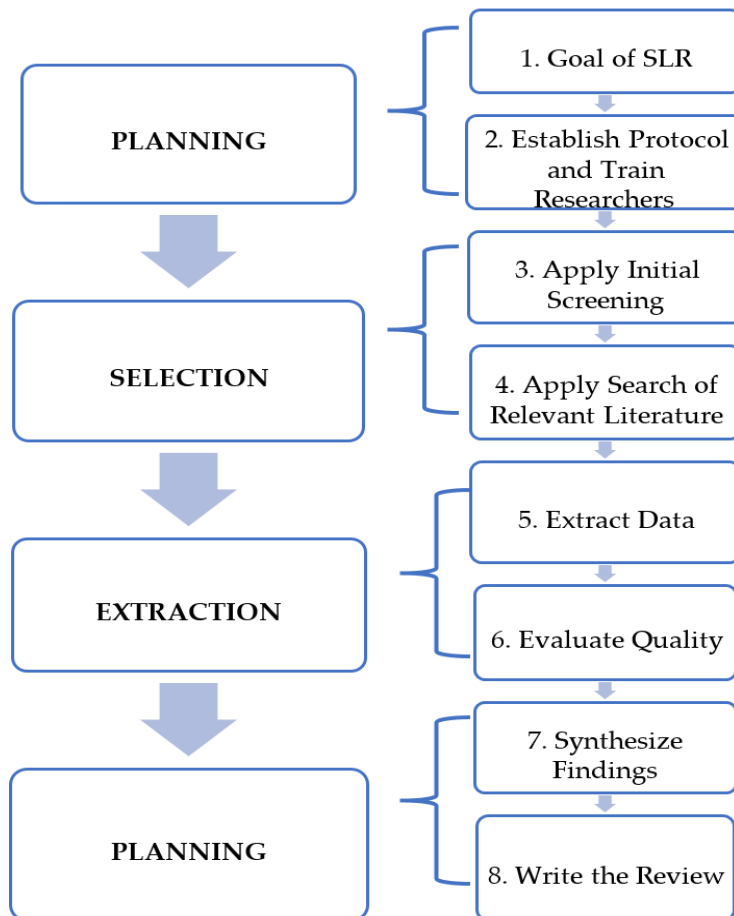 PLANNING
1. Goal of SLR
2. Establish Protocol
and Train
Researchers
SELECTION
3. Apply Initial
Screening
4. Apply Search of
Relevant Literature
EXTRACTION
5. Extract Data
6. Evaluate Quality
PLANNING
7. Synthesize
Findings
8. Write the Review